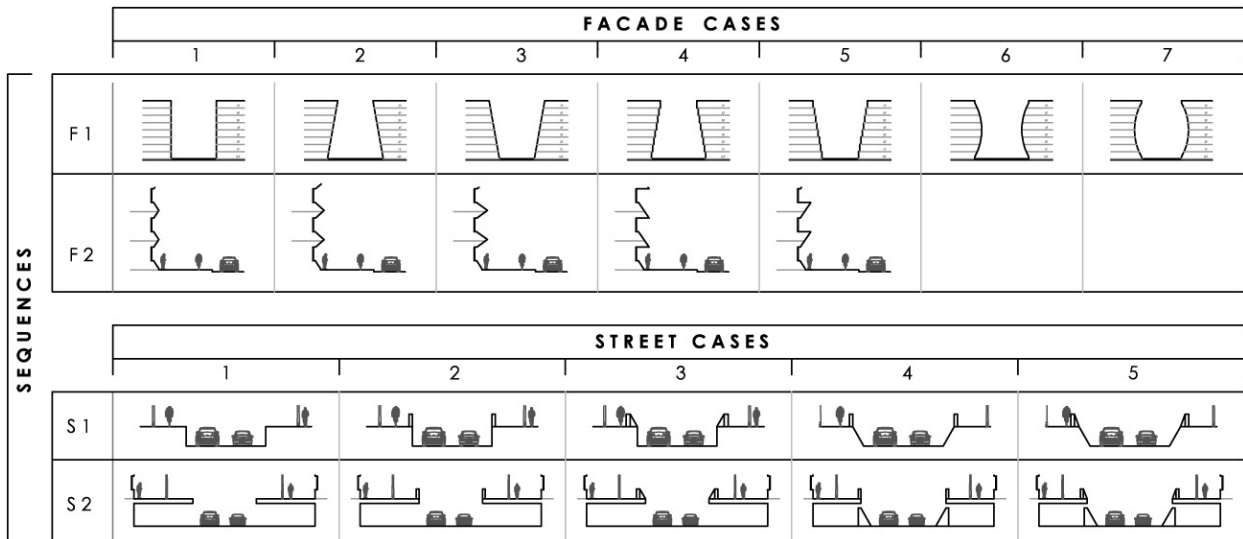 FACADE CASES
1 2 3 4 5 6 7
F 1
F 2
SEQUENCES
STREET CASES
1 2 3 4 5
S 1
S 2